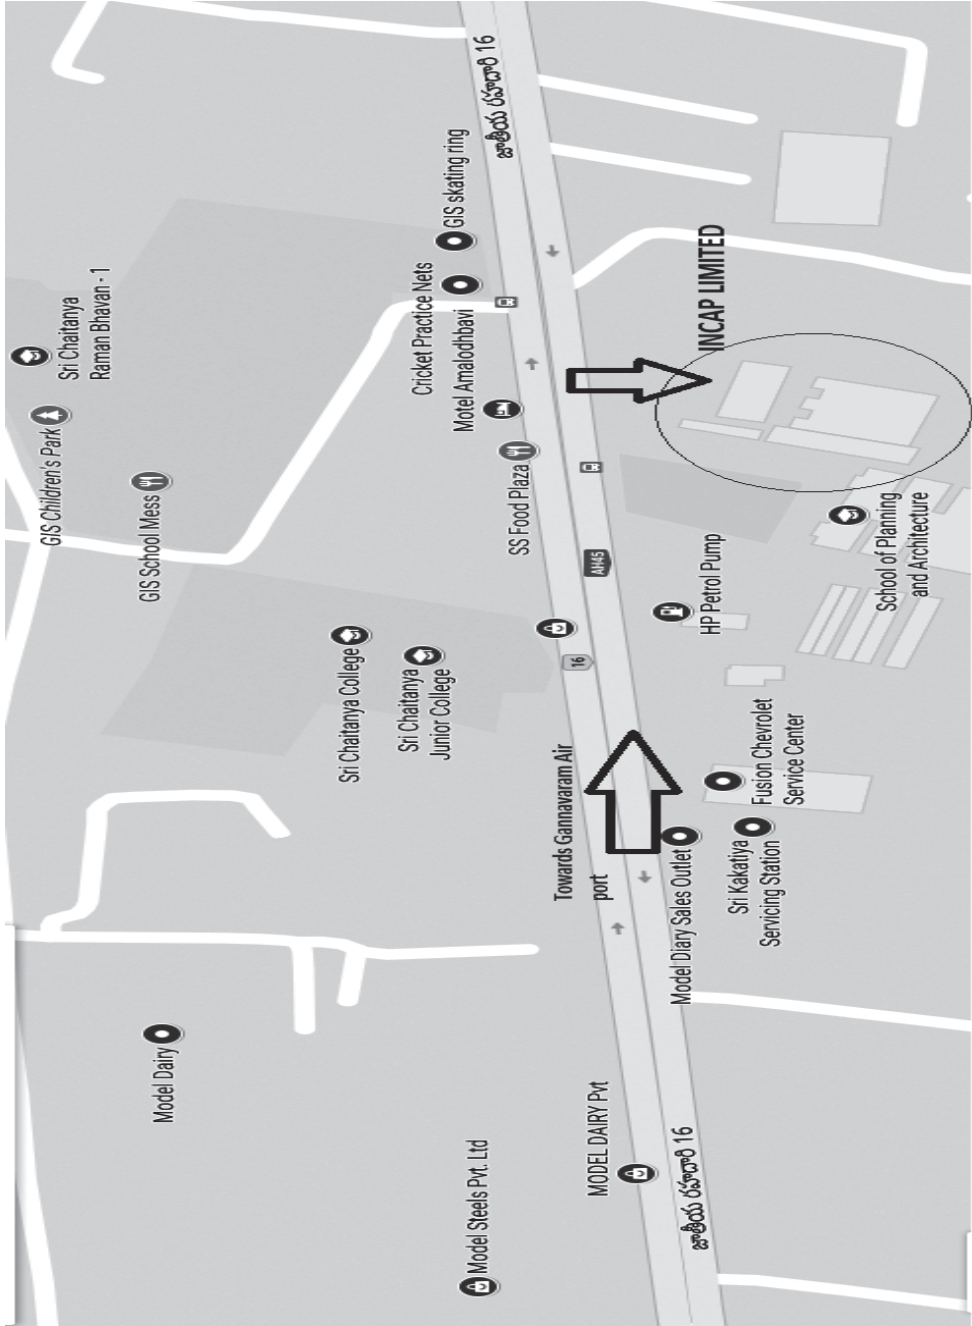 Sri Chaitanya
Raman Bhavan - 1
GIS Children's Park
GIS School Mess
GIS skating ring
Cricket Practice Nets
Motel Amalodhbavi
SS Food Plaza
జాతీయ రహదారి 16
INCAP LIMITED
AH45
16
HP Petrol Pump
School of Planning
and Architecture
Sri Chaitanya College
Sri Chaitanya
Junior College
Towards Gannavaram Air
port
Fusion Chevrolet
Service Center
Sri Kakatiya
Servicing Station
Model Diary Sales Outlet
Model Dairy
MODEL DAIRY Pvt
Model Steels Pvt. Ltd
జాతీయ రహదారి 16